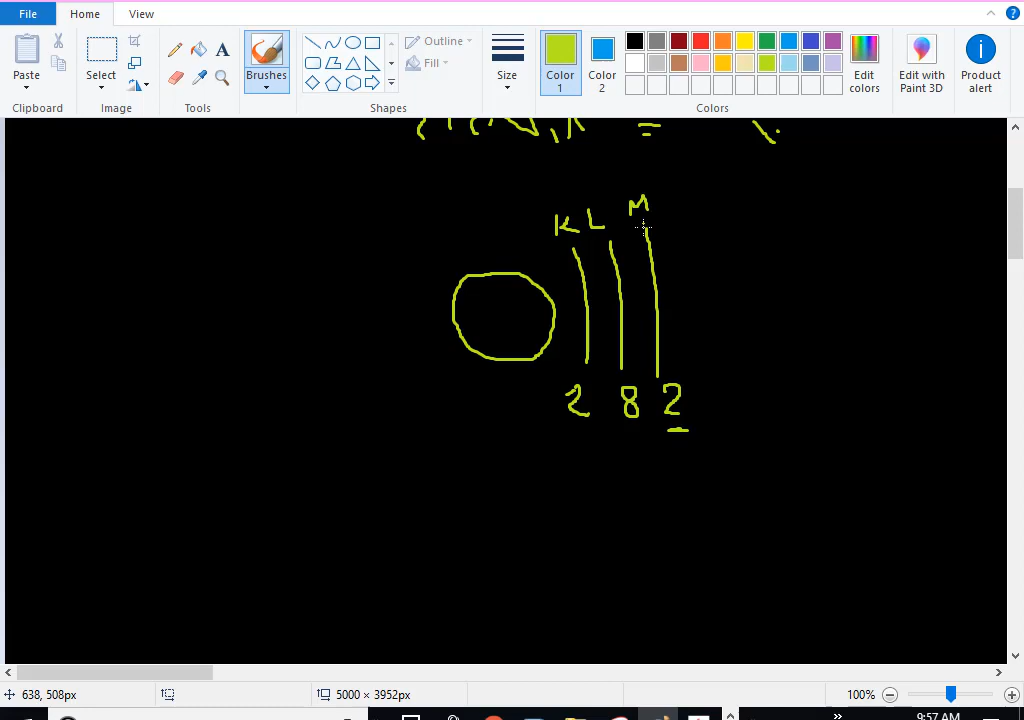 File Home View
Paste Select Brushes Outline Fill Size Color 1 Color 2 Edit colors Edit with Paint 3D Product alert
Clipboard Image Tools Shapes Colors
K L M
2 8 2
638, 508px 5000 × 3952px 100%
9:57 AM